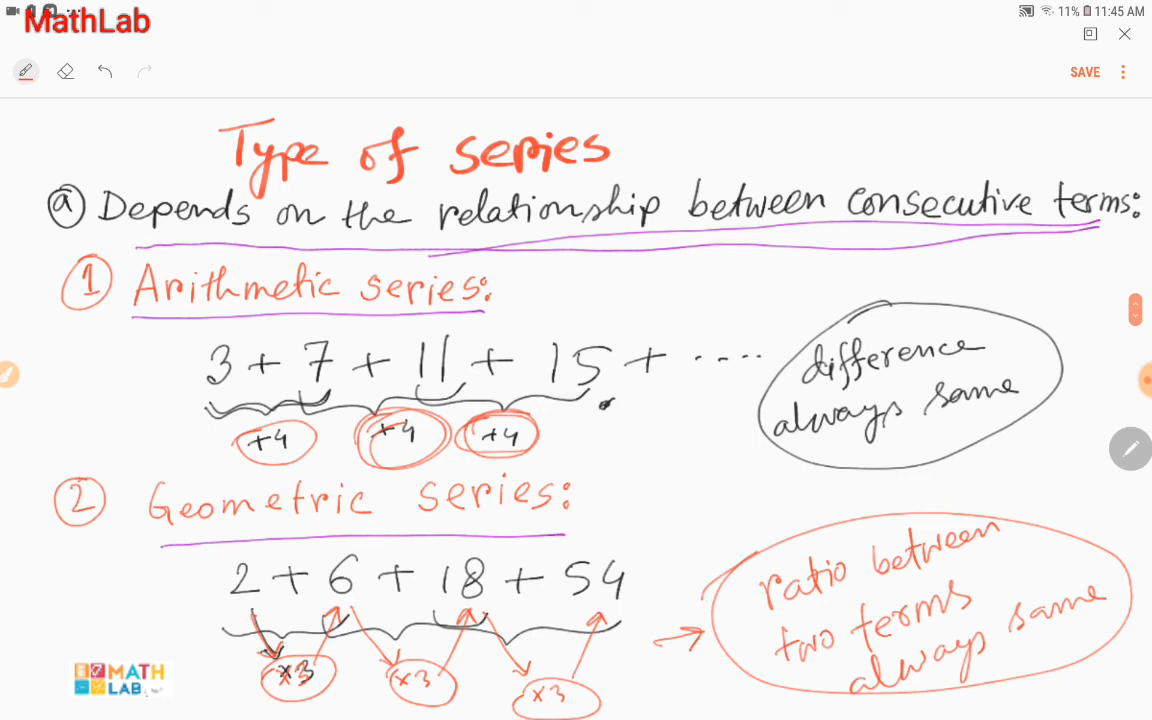 MathLab
11% 11:45 AM
SAVE
Type of series
ⓐ Depends on the relationship between consecutive terms:
① Arithmetic series:
3 + 7 + 11 + 15 + ....
+4 +4 +4
difference
always same
② Geometric series:
2 + 6 + 18 + 54
×3 ×3 ×3
ratio between
two terms
always same
MATH
LAB